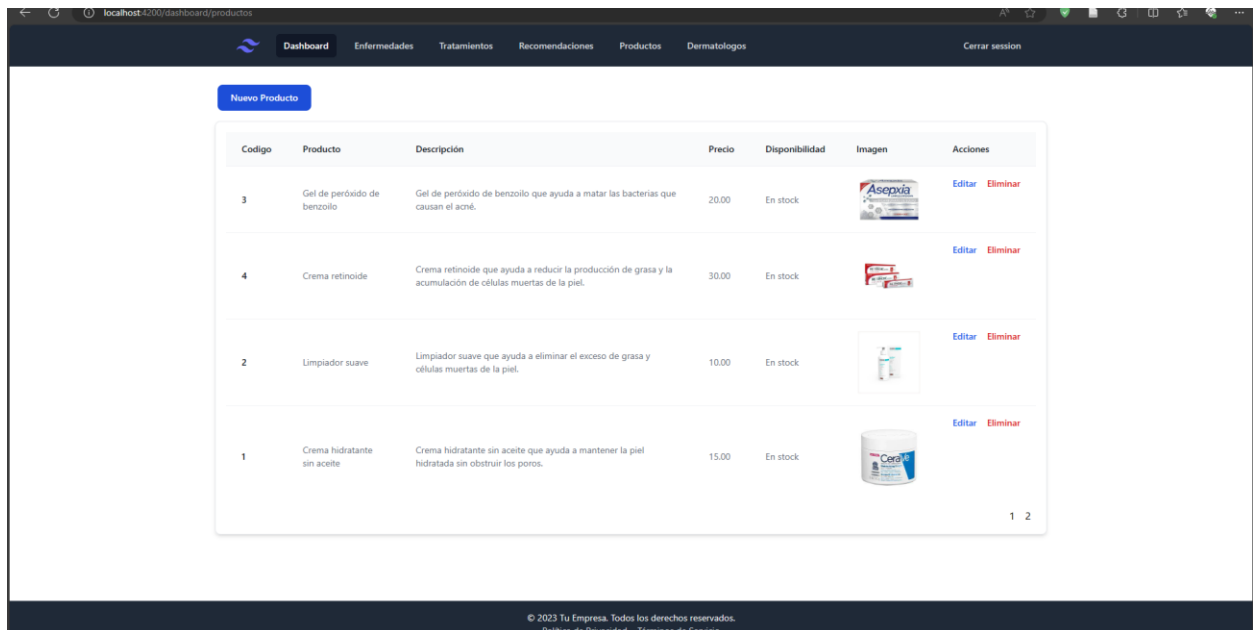 localhost:4200/dashboard/productos
Dashboard Enfermedades Tratamientos Recomendaciones Productos Dermatologos Cerrar session
Nuevo Producto
Codigo Producto Descripción Precio Disponibilidad Imagen Acciones
3 Gel de peróxido de benzoilo Gel de peróxido de benzoilo que ayuda a matar las bacterias que causan el acné. 20.00 En stock Asepxia Editar Eliminar
4 Crema retinoide Crema retinoide que ayuda a reducir la producción de grasa y la acumulación de células muertas de la piel. 30.00 En stock Editar Eliminar
2 Limpiador suave Limpiador suave que ayuda a eliminar el exceso de grasa y células muertas de la piel. 10.00 En stock Editar Eliminar
1 Crema hidratante sin aceite Crema hidratante sin aceite que ayuda a mantener la piel hidratada sin obstruir los poros. 15.00 En stock CeraVe Editar Eliminar
1 2
© 2023 Tu Empresa. Todos los derechos reservados.
Política de Privacidad Términos de Servicio